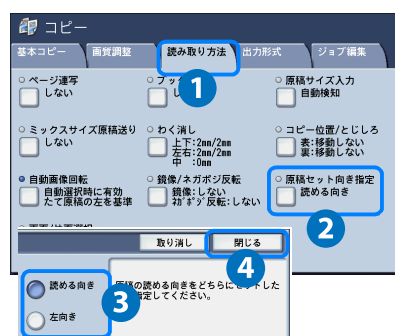 コピー
基本コピー 画質調整 読み取り方法 出力形式 ジョブ編集
ページ連写 原稿サイズ入力
しない 自動検知
1
ミックスサイズ原稿送り わく消し コピー位置/とじしろ
しない 上下:2mm/2mm 表:移動しない
左右:2mm/2mm 裏:移動しない
中 :0mm
自動画像回転 鏡像/ネガポジ反転 原稿セット向き指定
自動選択時に有効 鏡像:しない 読める向き
たて原稿の左を基準 ネガポジ反転:しない
2
取り消し 閉じる
4
読める向き 原稿の読める向きをどちらにセットした
指定してください。
3
左向き